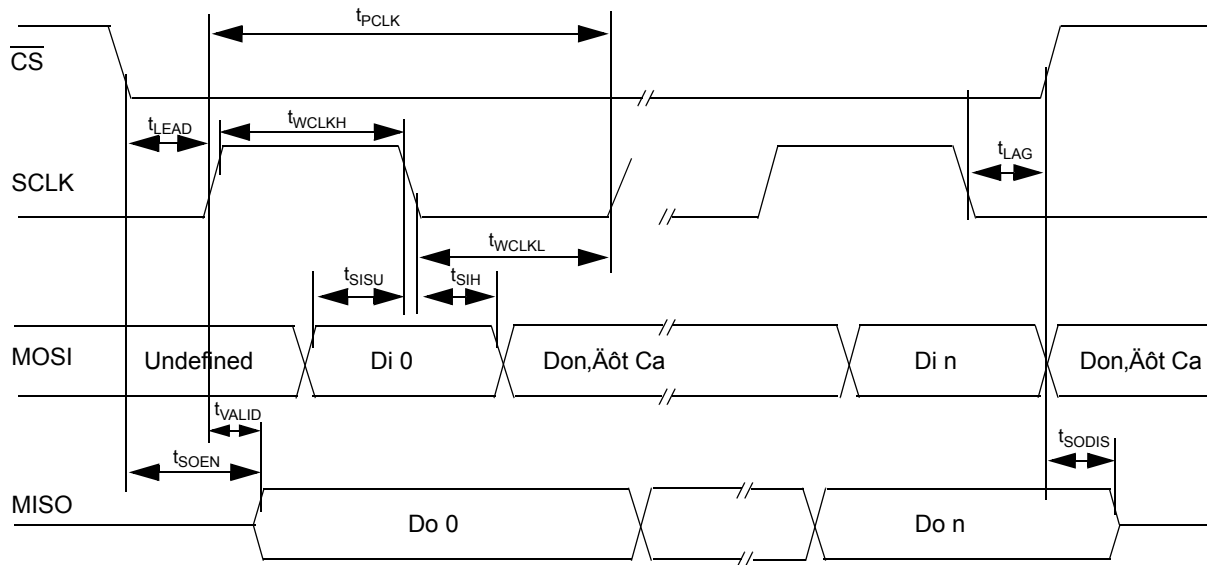 tPCLK
CS
tLEAD
tWCLKH
tLAG
SCLK
tWCLKL
tSISU
tSIH
MOSI
Undefined
Di 0
Don,Äôt Ca
Di n
Don,Äôt Ca
tVALID
tSOEN
tSODIS
MISO
Do 0
Do n